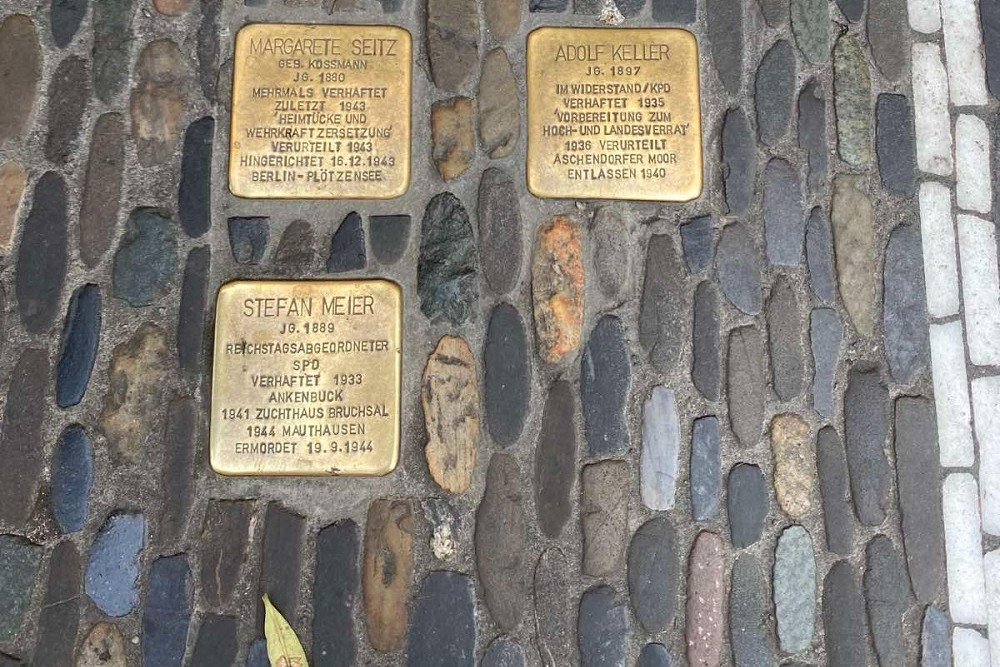 MARGARETE SEITZ
GEB. KOSSMANN
JG. 1880
MEHRMALS VERHAFTET
ZULETZT 1943
'HEIMTÜCKE UND
WEHRKRAFTZERSETZUNG'
VERURTEILT 1943
HINGERICHTET 16.12.1943
BERLIN-PLÖTZENSEE
ADOLF KELLER
JG. 1897
IM WIDERSTAND/KPD
VERHAFTET 1935
'VORBEREITUNG ZUM
HOCH- UND LANDESVERRAT'
1936 VERURTEILT
ASCHENDORFER MOOR
ENTLASSEN 1940
STEFAN MEIER
JG. 1889
REICHSTAGSABGEORDNETER
SPD
VERHAFTET 1933
ANKENBUCK
1941 ZUCHTHAUS BRUCHSAL
1944 MAUTHAUSEN
ERMORDET 19.9.1944